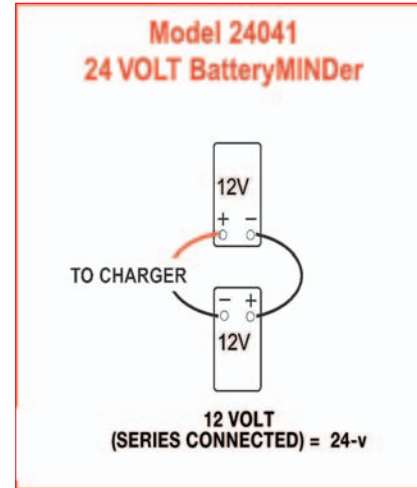 Model 24041
24 VOLT BatteryMINDer
12V
+ −
TO CHARGER
− +
12V
12 VOLT
(SERIES CONNECTED) = 24-v